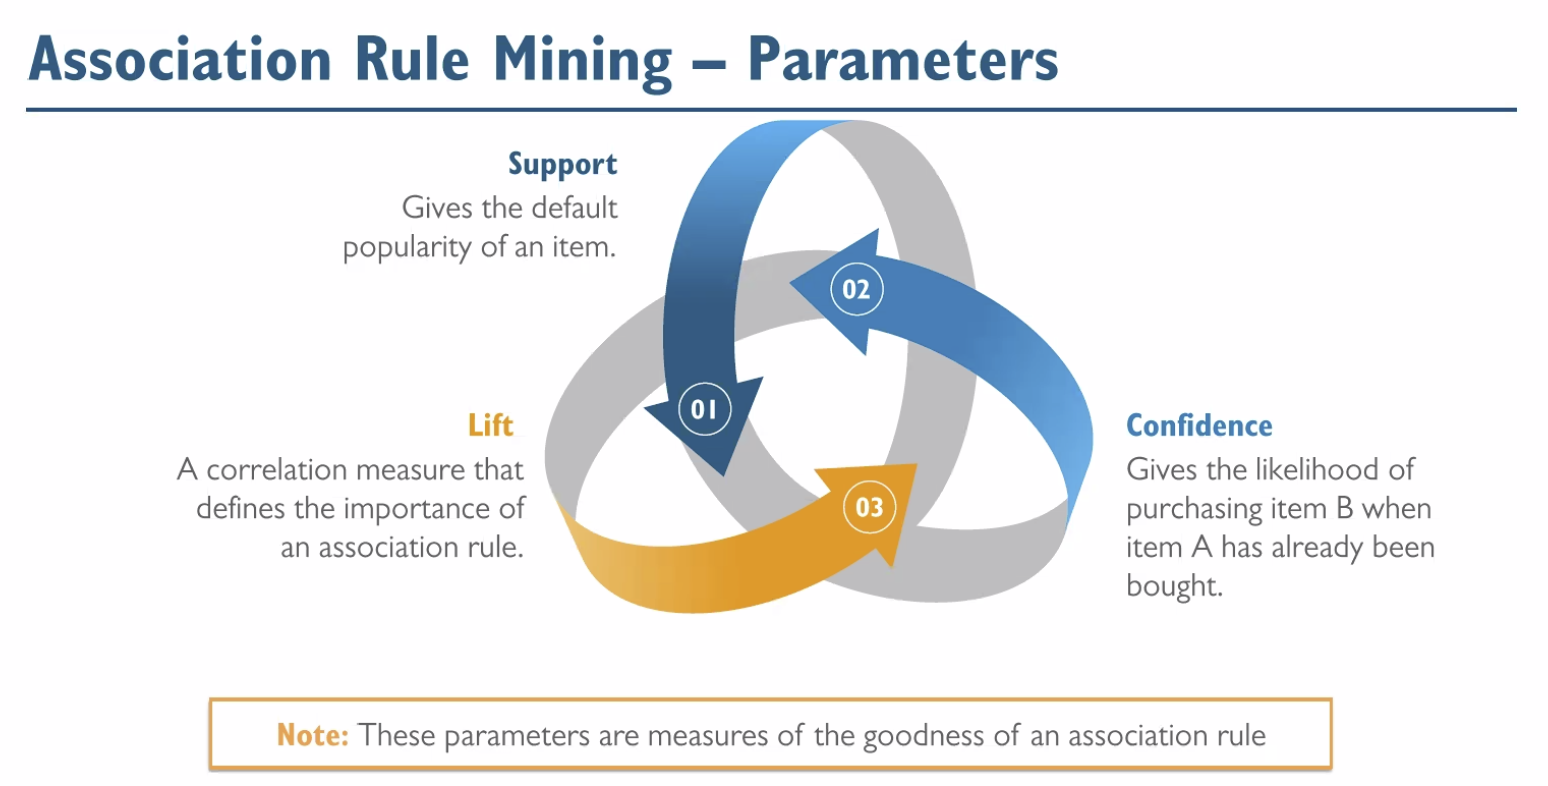 Association Rule Mining – Parameters
Support
Gives the default
popularity of an item.
01
02
Confidence
Gives the likelihood of
purchasing item B when
item A has already been
bought.
Lift
A correlation measure that
defines the importance of
an association rule.
03
Note: These parameters are measures of the goodness of an association rule